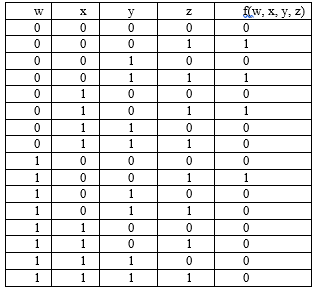 w x y z f(w, x, y, z)
0 0 0 0 0
0 0 0 1 1
0 0 1 0 0
0 0 1 1 1
0 1 0 0 0
0 1 0 1 1
0 1 1 0 0
0 1 1 1 0
1 0 0 0 0
1 0 0 1 1
1 0 1 0 0
1 0 1 1 0
1 1 0 0 0
1 1 0 1 0
1 1 1 0 0
1 1 1 1 0